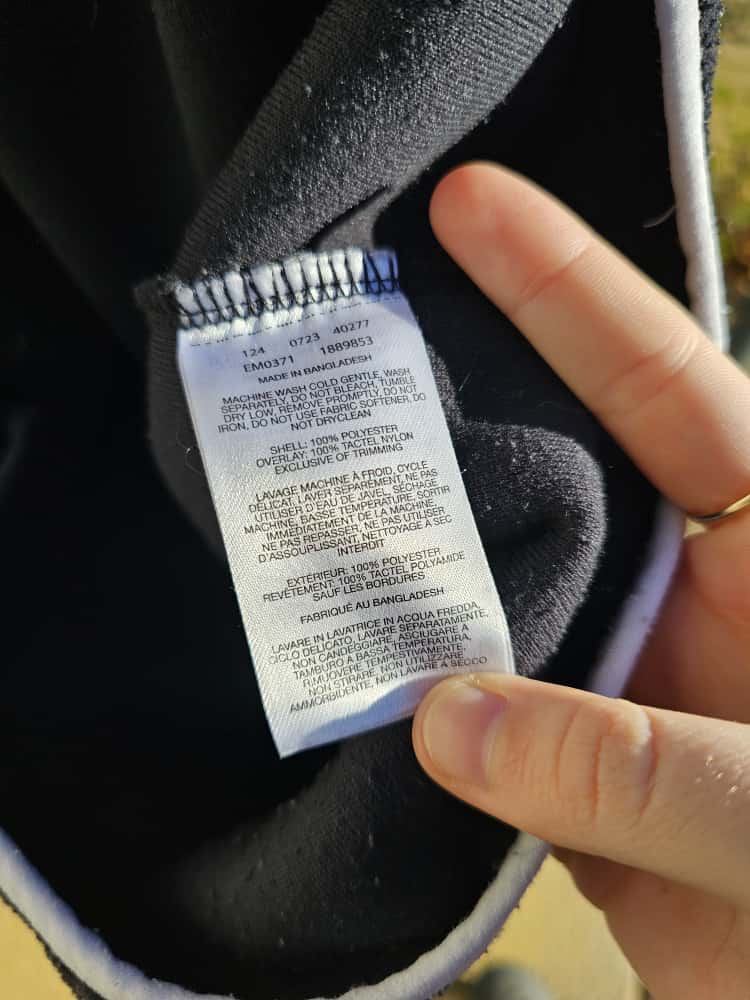 124 0723 40277
EM0371 1889853
MADE IN BANGLADESH
MACHINE WASH COLD GENTLE, WASH
SEPARATELY, DO NOT BLEACH, TUMBLE
DRY LOW, REMOVE PROMPTLY, DO NOT
IRON, DO NOT USE FABRIC SOFTENER, DO
NOT DRYCLEAN
SHELL: 100% POLYESTER
OVERLAY: 100% TACTEL NYLON
EXCLUSIVE OF TRIMMING
LAVAGE MACHINE À FROID, CYCLE
DÉLICAT, LAVER SÉPARÉMENT, NE PAS
UTLISER D'EAU DE JAVEL, SÉCHAGE
MACHINE, BASSE TEMPÉRATURE, SORTIR
IMMÉDIATEMENT DE LA MACHINE,
NE PAS REPASSER, NE PAS UTILISER
D'ASSOUPLISSANT, NETTOYAGE À SEC
INTERDIT
EXTÉRIEUR: 100% POLYESTER
REVÊTEMENT: 100% TACTEL POLYAMIDE
SAUF LES BORDURES
FABRIQUÉ AU BANGLADESH
LAVARE IN LAVATRICE IN ACQUA FREDDA,
CICLO DELICATO, LAVARE SEPARATAMENTE,
NON CANDEGGIARE, ASCIUGARE A
TAMBURO A BASSA TEMPERATURA,
RIMUOVERE TEMPESTIVAMENTE,
NON STIRARE, NON UTILIZZARE
AMMORBIDENTE, NON LAVARE A SECCO